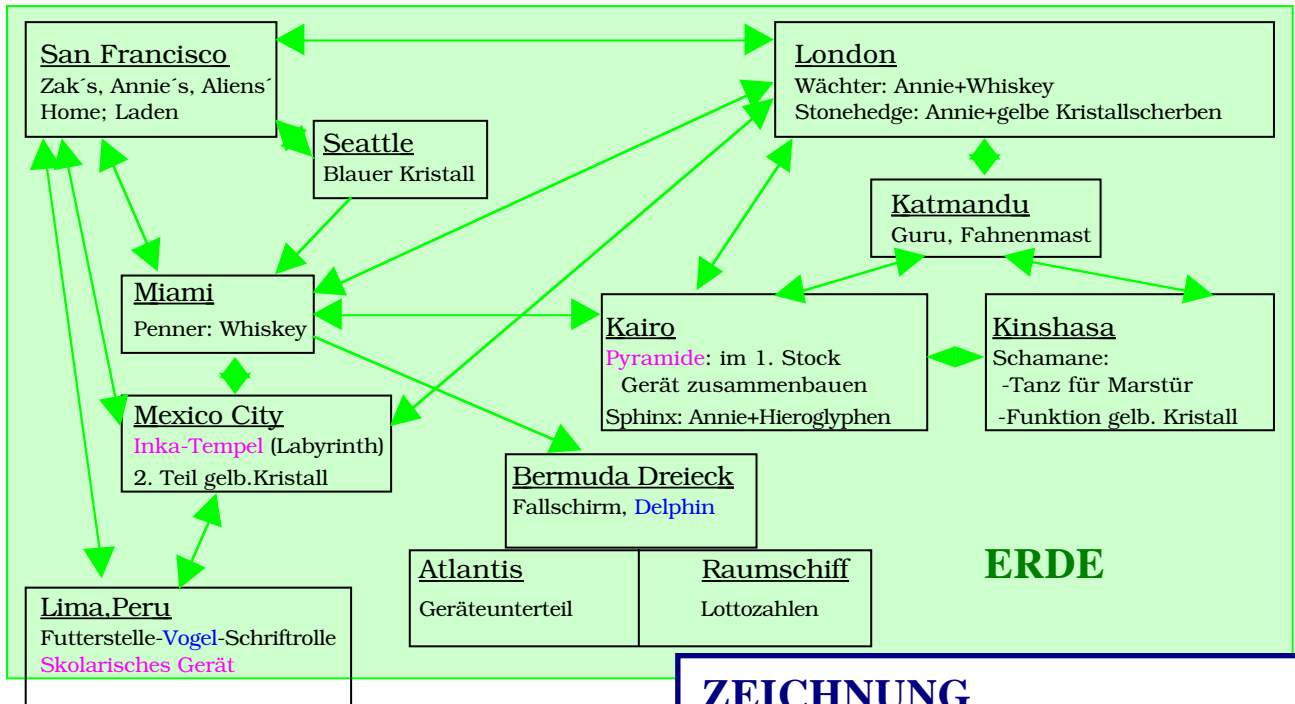 San Francisco
Zak´s, Annie´s, Aliens´
Home; Laden
London
Wächter: Annie+Whiskey
Stonehedge: Annie+gelbe Kristallscherben
Seattle
Blauer Kristall
Katmandu
Guru, Fahnenmast
Miami
Penner: Whiskey
Kairo
Pyramide: im 1. Stock
Gerät zusammenbauen
Sphinx: Annie+Hieroglyphen
Kinshasa
Schamane:
-Tanz für Marstür
-Funktion gelb. Kristall
Mexico City
Inka-Tempel (Labyrinth)
2. Teil gelb.Kristall
Bermuda Dreieck
Fallschirm, Delphin
Atlantis
Geräteunterteil
Raumschiff
Lottozahlen
ERDE
Lima,Peru
Futterstelle-Vogel-Schriftrolle
Skolarisches Gerät
ZEICHNUNG